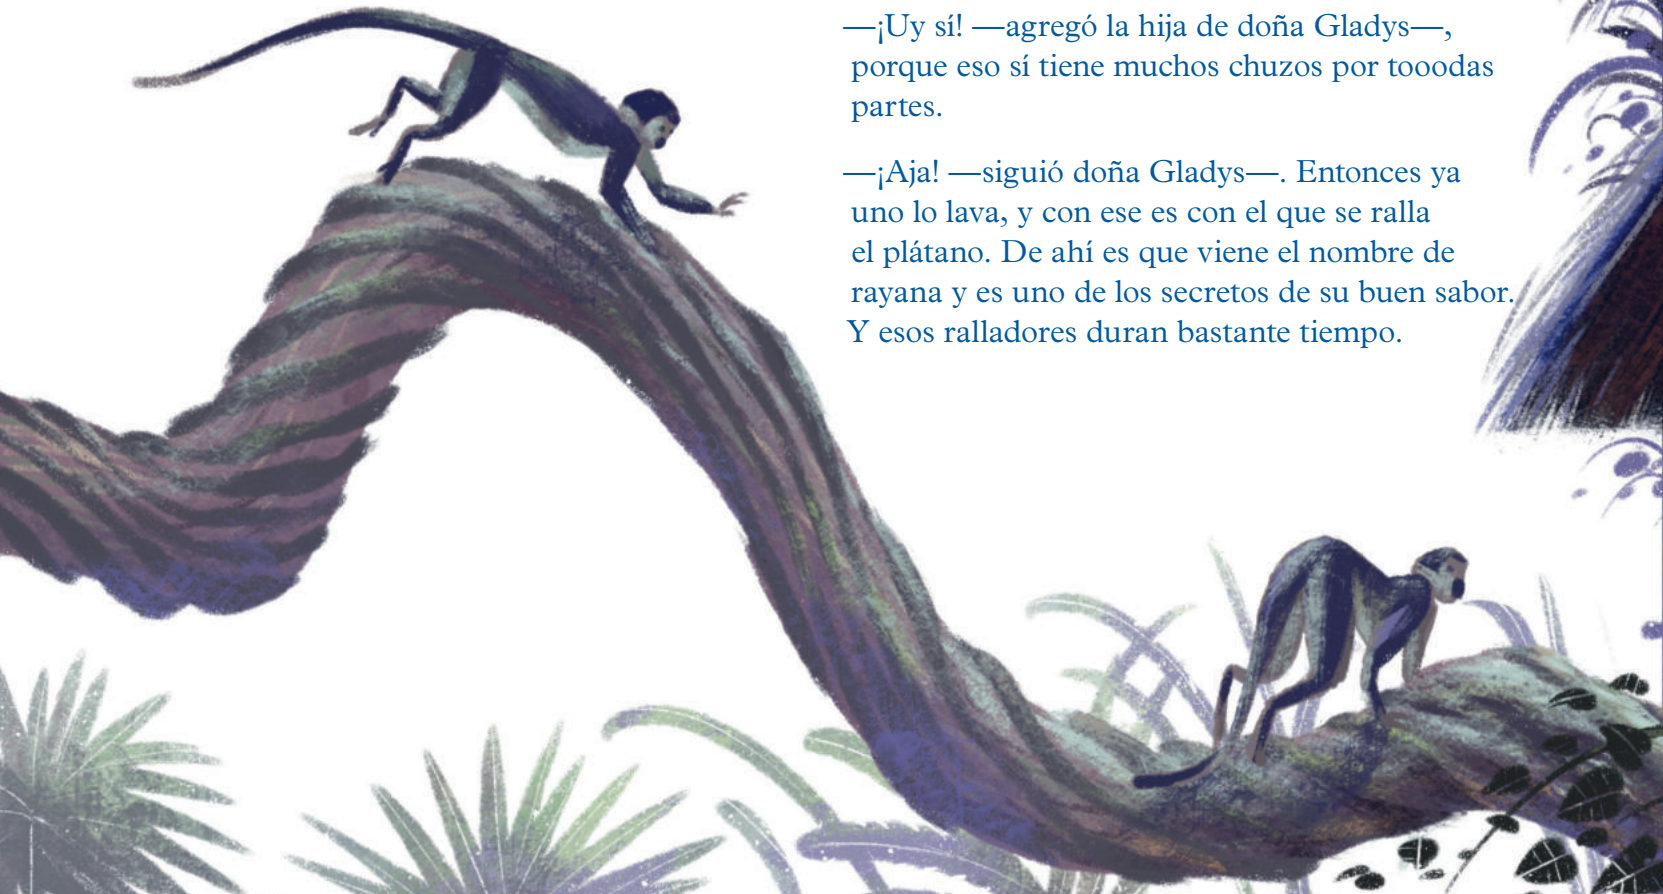 —¡Uy sí! —agregó la hija de doña Gladys—,
porque eso sí tiene muchos chuzos por tooodas
partes.
—¡Aja! —siguió doña Gladys—. Entonces ya
uno lo lava, y con ese es con el que se ralla
el plátano. De ahí es que viene el nombre de
rayana y es uno de los secretos de su buen sabor.
Y esos ralladores duran bastante tiempo.